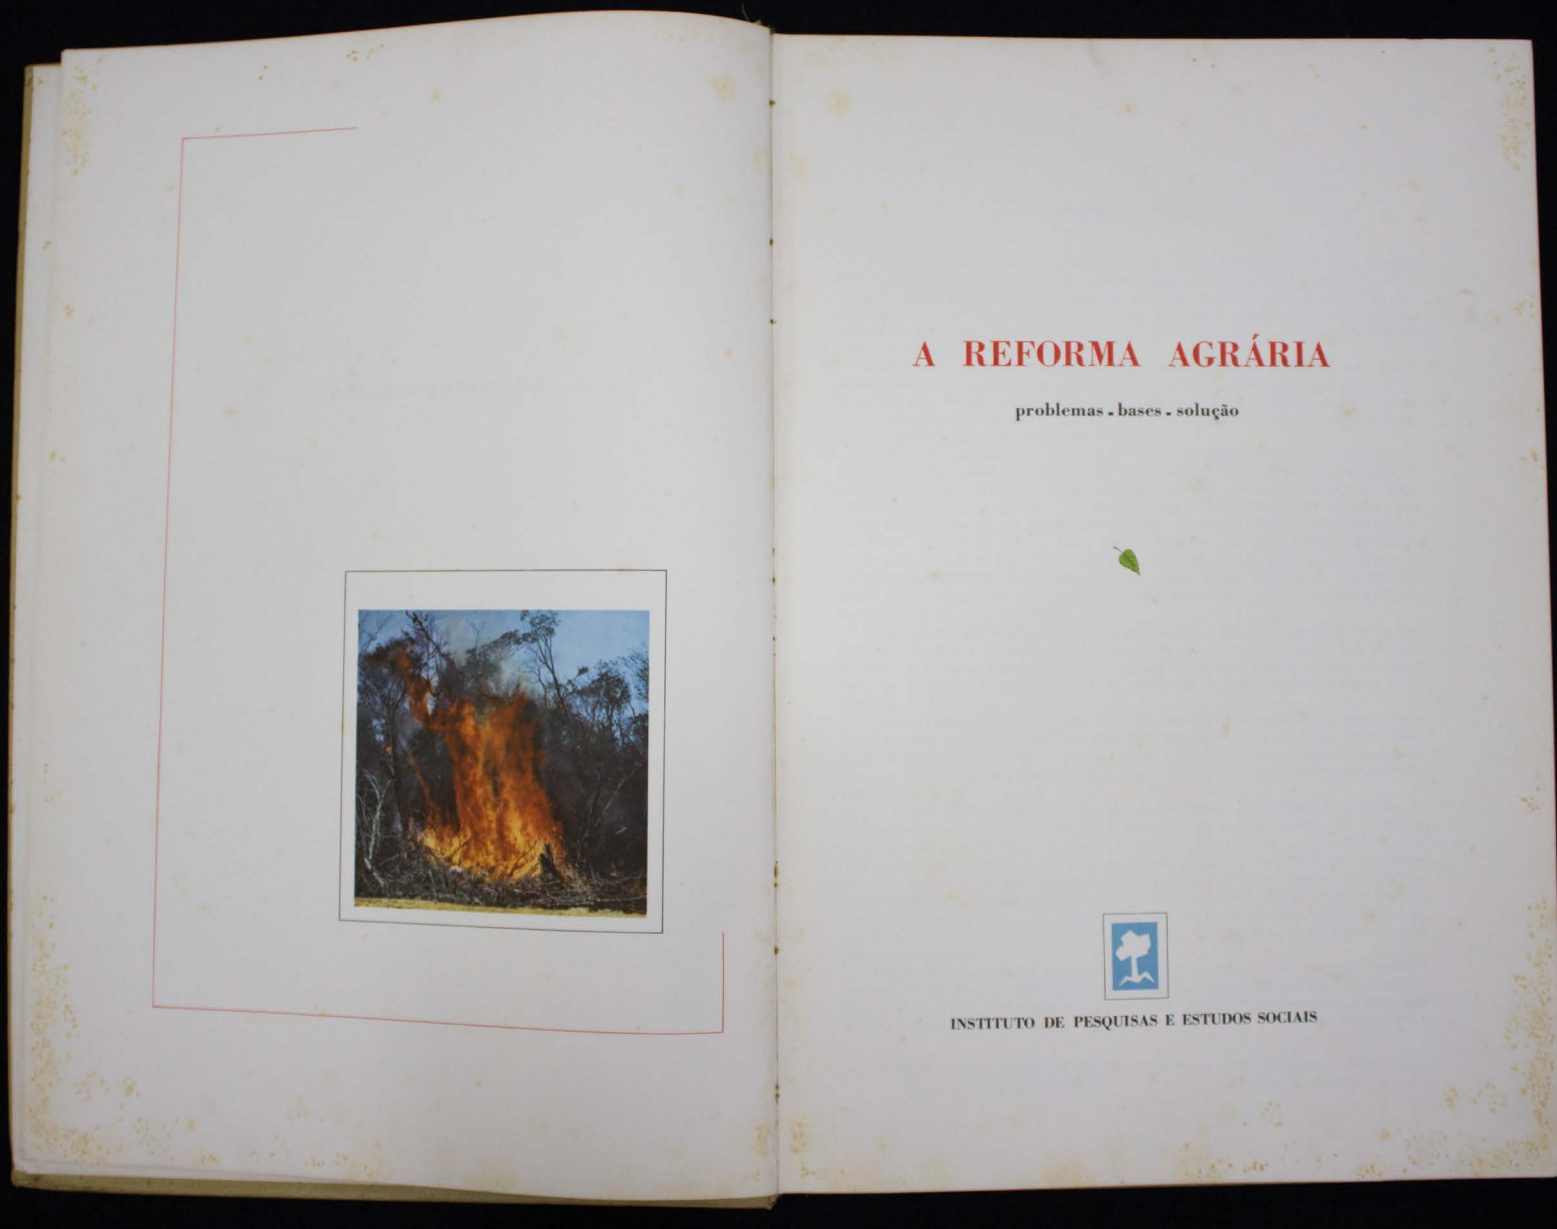 A REFORMA AGRÁRIA
problemas - bases - solução
INSTITUTO DE PESQUISAS E ESTUDOS SOCIAIS